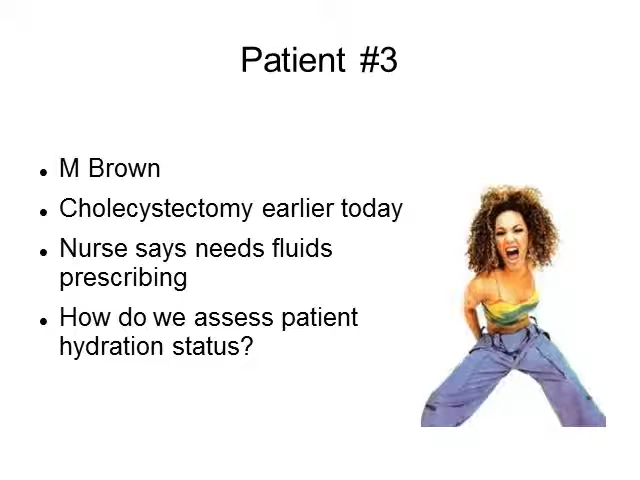 Patient #3
• M Brown
• Cholecystectomy earlier today
• Nurse says needs fluids
prescribing
• How do we assess patient
hydration status?